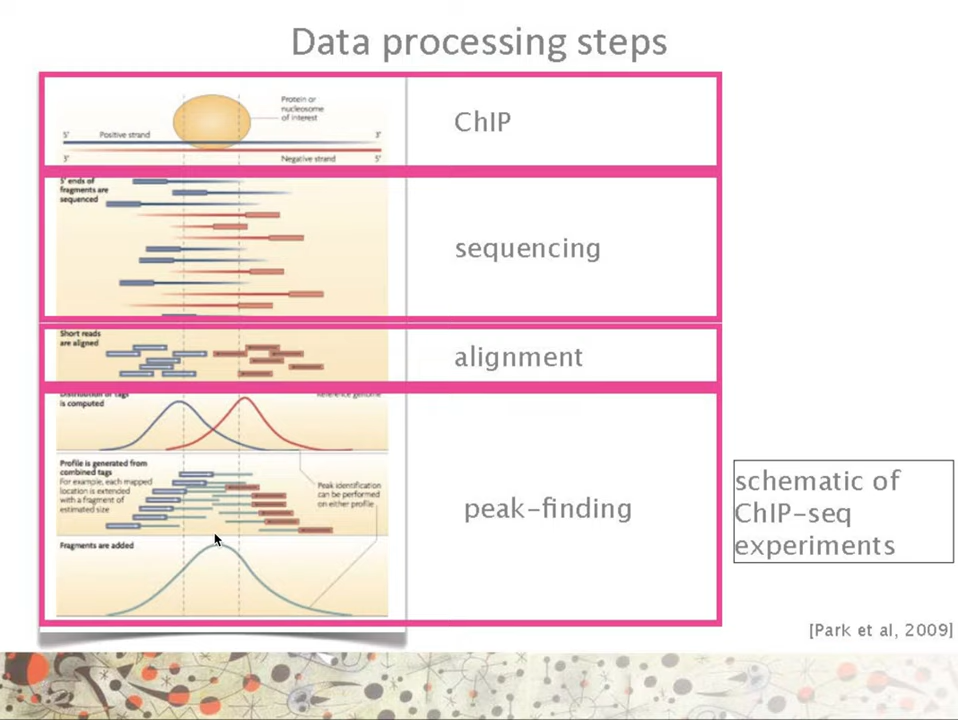 Data processing steps
Protein or
nucleosome
of interest
5'
Positive strand
3'
3'
Negative strand
5'
ChIP
5' ends of
fragments are
sequenced
sequencing
Short reads
are aligned
alignment
Distribution of tags
is computed
Reference genome
Profile is generated from
combined tags
For example, each mapped
location is extended
with a fragment of
estimated size
Peak identification
can be performed
on either profile
Fragments are added
peak-finding
schematic of
ChIP-seq
experiments
[Park et al, 2009]